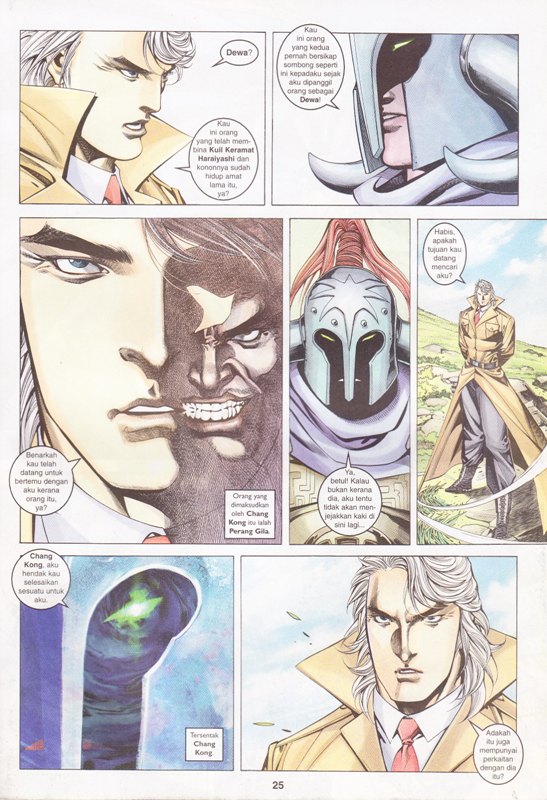 Dewa?
Kau
ini orang
yang telah mem-
bina Kuil Keramat
Haraiyashi dan
kononnya sudah
hidup amat
lama itu,
ya?
Kau
ini orang
yang kedua
pernah bersikap
sombong seperti
ini kepadaku sejak
aku dipanggil
orang sebagai
Dewa!
Benarkah
kau telah
datang untuk
bertemu dengan
aku kerana
orang itu,
ya?
Orang yang
dimaksudkan
oleh Chang
Kong itu ialah
Perang Gila.
Ya,
betul! Kalau
bukan kerana
dia, aku tentu
tidak akan men-
jejakkan kaki di
sini lagi...
Habis,
apakah
tujuan kau
datang
mencari
aku?
Chang
Kong, aku
hendak kau
selesaikan
sesuatu untuk
aku.
Tersentak
Chang
Kong.
Adakah
itu juga
mempunyai
perkaitan
dengan dia
itu?
25